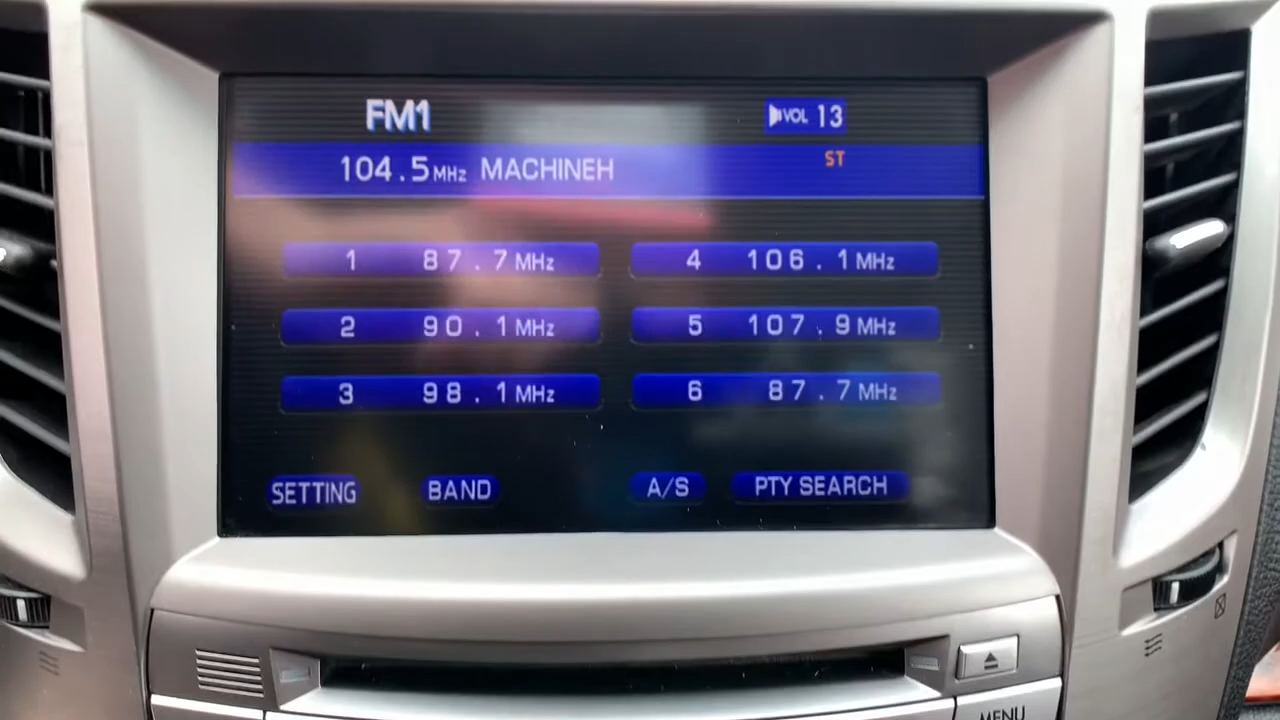 FM1
VOL 13
104.5 MHz MACHINEH
ST
1 87.7 MHz
4 106.1 MHz
2 90.1 MHz
5 107.9 MHz
3 98.1 MHz
6 87.7 MHz
SETTING
BAND
A/S
PTY SEARCH
MENU